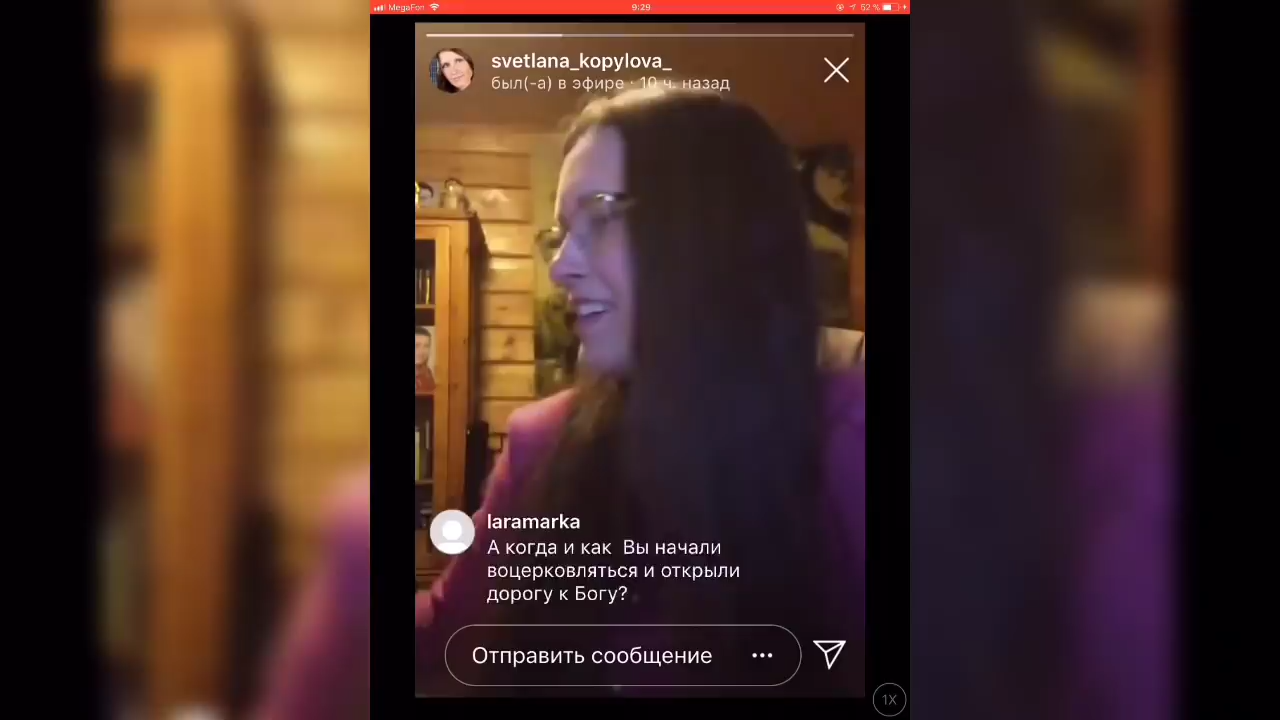 MegaFon
9:29
52 %
svetlana_kopylova_
был(-а) в эфире · 10 ч. назад
laramarka
А когда и как Вы начали
воцерковляться и открыли
дорогу к Богу?
Отправить сообщение
1X